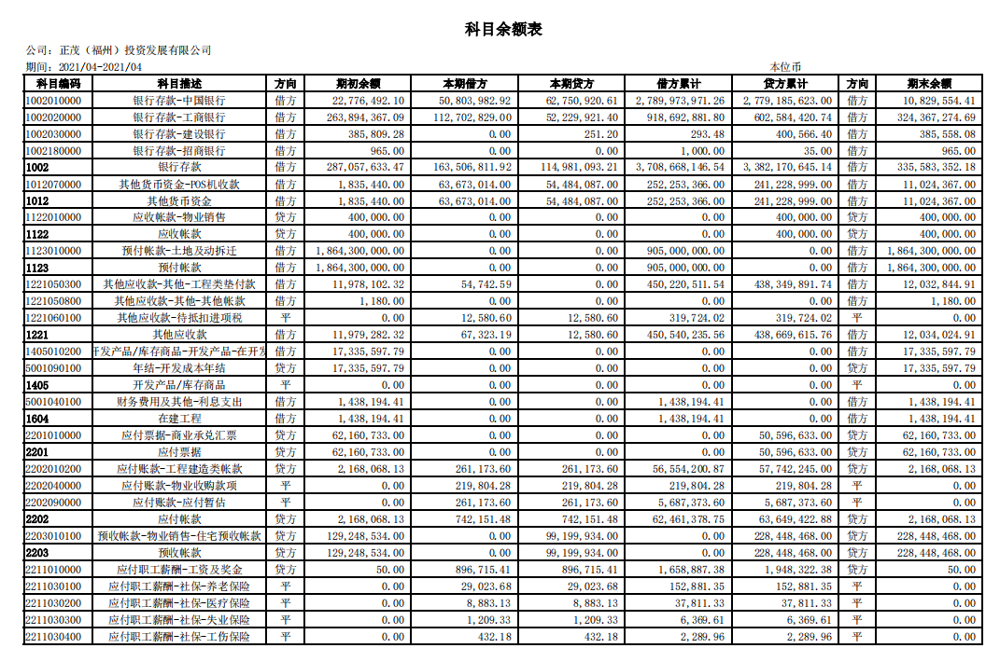 科目余额表
公司：正茂（福州）投资发展有限公司
期间：2021/04-2021/04 本位币
科目编码 科目描述 方向 期初余额 本期借方 本期贷方 借方累计 贷方累计 方向 期末余额
1002010000 银行存款-中国银行 借方 22,776,492.10 50,803,982.92 62,750,920.61 2,789,973,971.26 2,779,185,623.00 借方 10,829,554.41
1002020000 银行存款-工商银行 借方 263,894,367.09 112,702,829.00 52,229,921.40 918,692,881.80 602,584,420.74 借方 324,367,274.69
1002030000 银行存款-建设银行 借方 385,809.28 0.00 251.20 293.48 400,566.40 借方 385,558.08
1002180000 银行存款-招商银行 借方 965.00 0.00 0.00 1,000.00 35.00 借方 965.00
1002 银行存款 借方 287,057,633.47 163,506,811.92 114,981,093.21 3,708,668,146.54 3,382,170,645.14 借方 335,583,352.18
1012070000 其他货币资金-POS机收款 借方 1,835,440.00 63,673,014.00 54,484,087.00 252,253,366.00 241,228,999.00 借方 11,024,367.00
1012 其他货币资金 借方 1,835,440.00 63,673,014.00 54,484,087.00 252,253,366.00 241,228,999.00 借方 11,024,367.00
1122010000 应收帐款-物业销售 贷方 400,000.00 0.00 0.00 0.00 400,000.00 贷方 400,000.00
1122 应收帐款 贷方 400,000.00 0.00 0.00 0.00 400,000.00 贷方 400,000.00
1123010000 预付帐款-土地及动拆迁 借方 1,864,300,000.00 0.00 0.00 905,000,000.00 0.00 借方 1,864,300,000.00
1123 预付帐款 借方 1,864,300,000.00 0.00 0.00 905,000,000.00 0.00 借方 1,864,300,000.00
1221050300 其他应收款-其他-工程类垫付款 借方 11,978,102.32 54,742.59 0.00 450,220,511.54 438,349,891.74 借方 12,032,844.91
1221050800 其他应收款-其他-其他帐款 借方 1,180.00 0.00 0.00 0.00 0.00 借方 1,180.00
1221060100 其他应收款-待抵扣进项税 平 0.00 12,580.60 12,580.60 319,724.02 319,724.02 平 0.00
1221 其他应收款 借方 11,979,282.32 67,323.19 12,580.60 450,540,235.56 438,669,615.76 借方 12,034,024.91
1405010200 开发产品/库存商品-开发产品-在开发 借方 17,335,597.79 0.00 0.00 0.00 0.00 借方 17,335,597.79
5001090100 年结-开发成本年结 贷方 17,335,597.79 0.00 0.00 0.00 0.00 贷方 17,335,597.79
1405 开发产品/库存商品 平 0.00 0.00 0.00 0.00 0.00 平 0.00
5001040100 财务费用及其他-利息支出 借方 1,438,194.41 0.00 0.00 1,438,194.41 0.00 借方 1,438,194.41
1604 在建工程 借方 1,438,194.41 0.00 0.00 1,438,194.41 0.00 借方 1,438,194.41
2201010000 应付票据-商业承兑汇票 贷方 62,160,733.00 0.00 0.00 0.00 50,596,633.00 贷方 62,160,733.00
2201 应付票据 贷方 62,160,733.00 0.00 0.00 0.00 50,596,633.00 贷方 62,160,733.00
2202010200 应付账款-工程建造类帐款 贷方 2,168,068.13 261,173.60 261,173.60 56,554,200.87 57,742,245.00 贷方 2,168,068.13
2202040000 应付账款-物业收购款项 平 0.00 219,804.28 219,804.28 219,804.28 219,804.28 平 0.00
2202090000 应付账款-应付暂估 平 0.00 261,173.60 261,173.60 5,687,373.60 5,687,373.60 平 0.00
2202 应付帐款 贷方 2,168,068.13 742,151.48 742,151.48 62,461,378.75 63,649,422.88 贷方 2,168,068.13
2203010100 预收帐款-物业销售-住宅预收帐款 贷方 129,248,534.00 0.00 99,199,934.00 0.00 228,448,468.00 贷方 228,448,468.00
2203 预收帐款 贷方 129,248,534.00 0.00 99,199,934.00 0.00 228,448,468.00 贷方 228,448,468.00
2211010000 应付职工薪酬-工资及奖金 贷方 50.00 896,715.41 896,715.41 1,658,887.38 1,948,322.38 贷方 50.00
2211030100 应付职工薪酬-社保-养老保险 平 0.00 29,023.68 29,023.68 152,881.35 152,881.35 平 0.00
2211030200 应付职工薪酬-社保-医疗保险 平 0.00 8,883.13 8,883.13 37,811.33 37,811.33 平 0.00
2211030300 应付职工薪酬-社保-失业保险 平 0.00 1,209.33 1,209.33 6,369.61 6,369.61 平 0.00
2211030400 应付职工薪酬-社保-工伤保险 平 0.00 432.18 432.18 2,289.96 2,289.96 平 0.00